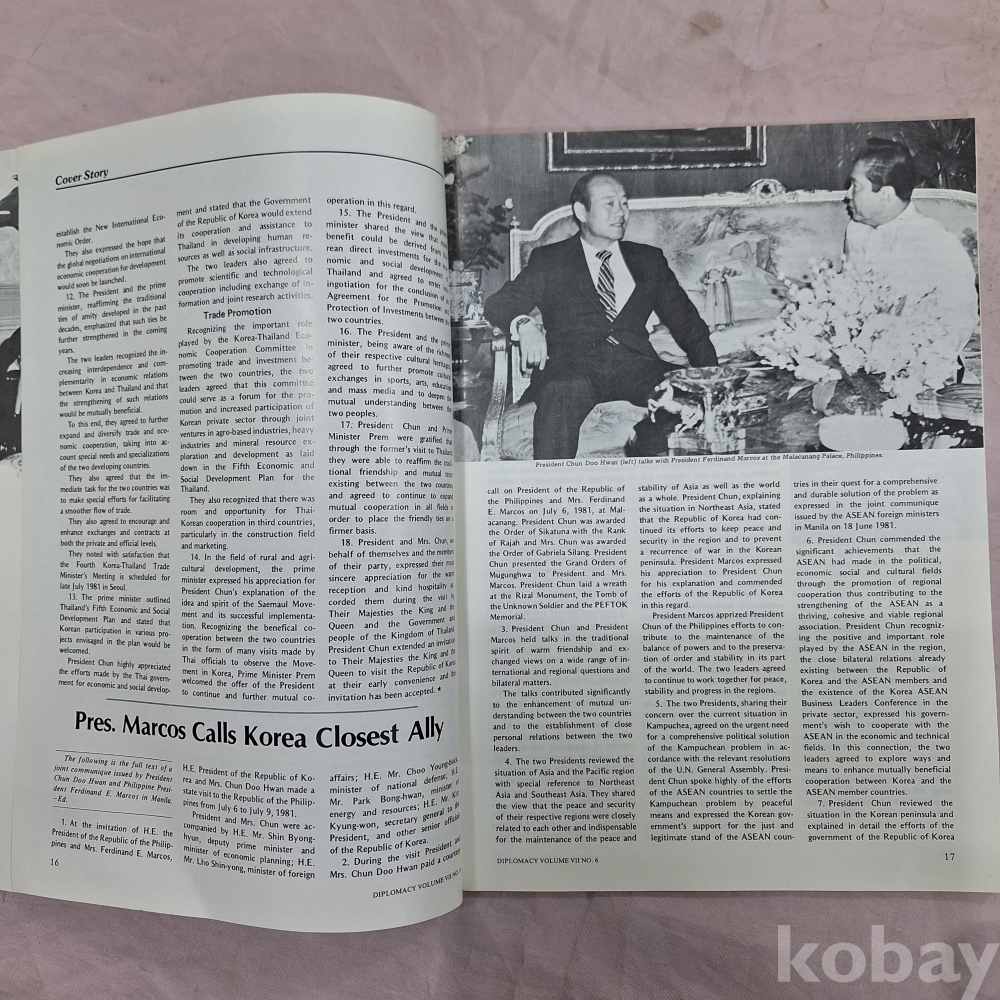 Cover Story
establish the New International Eco-
nomic Order.
They expressed the hope that
the global negotiations on international
economic cooperation for development
would soon be launched.
12. The President and the prime
minister, reaffirming the traditional
ties of amity developed in the past
decades, emphasized that such ties be
further strengthened in the coming
years.
The two leaders recognized the in-
creasing interdependence and com-
plementarity in economic relations
between Korea and Thailand and that
the strengthening of such relations
would be mutually beneficial.
To this end, they agreed to further
expand and diversify trade and eco-
nomic cooperation, taking into ac-
count special needs and specializations
of the two developing countries.
They also agreed that the im-
mediate task for the two countries was
to make special efforts for facilitating
a smoother flow of trade.
They also agreed to encourage and
enhance exchanges and contracts at
both the private and official levels.
They noted with satisfaction that
the Fourth Korea-Thailand Trade
Minister's Meeting is scheduled for
late July 1981 in Seoul.
13. The prime minister outlined
Thailand's Fifth Economic and Social
Development Plan and stated that
Korean participation in various pro-
jects envisaged in the plan would be
welcomed.
President Chun highly appreciated
the efforts made by the Thai govern-
ment for economic and social develop-
ment and stated that the Government
of the Republic of Korea would extend
its cooperation and assistance to
Thailand in developing human re-
sources as well as social infrastructure.
The two leaders also agreed to
promote scientific and technological
cooperation including exchange of in-
formation and joint research activities.
Trade Promotion
Recognizing the important role
played by the Korea-Thailand Eco-
nomic Cooperation Committee in
promoting trade and investment be-
tween the two countries, the two
leaders agreed that this committee
could serve as a forum for the pro-
motion and increased participation of
Korean private sector through joint
ventures in agro-based industries, heavy
industries and mineral resource ex-
ploration and development as laid
down in the Fifth Economic and
Social Development Plan for the
Thailand.
They also recognized that there was
room and opportunity for Thai-
Korean cooperation in third countries,
particularly in the construction field
and marketing.
14. In the field of rural and agri-
cultural development, the prime
minister expressed his appreciation for
President Chun's explanation of the
idea and spirit of the Saemaul Move-
ment and its successful implementa-
tion. Recognizing the benefical co-
operation between the two countries
in the form of many visits made by
Thai officials to observe the Move-
ment in Korea, Prime Minister Prem
welcomed the offer of the President
to continue and further mutual co-
operation in this regard.
15. The President and the prime
minister shared the view that
benefit could be derived from
rean direct investments for the
nomic and social development
Thailand and agreed to enter
ingotiation for the conclusion of
Agreement for the Promotion and
Protection of Investments between
two countries.
16. The President and the prime
minister, being aware of the richness
of their respective cultural heritages
agreed to further promote cultural
exchanges in sports, arts, education
and mass media and to deepen the
mutual understanding between the
two peoples.
17. President Chun and Prime
Minister Prem were gratified that
through the former's visit to Thailand
they were able to reaffirm the tradi-
tional friendship and mutual trust
existing between the two countries
and agreed to continue to expand
mutual cooperation in all fields in
order to place the friendly ties on a
firmer basis.
18. President and Mrs. Chun, on
behalf of themselves and the members
of their party, expressed their most
sincere appreciation for the warm
reception and kind hospitality ac-
corded them during the visit by
Their Majesties the King and the
Queen and the Government and
people of the Kingdom of Thailand.
President Chun extended an invitation
to Their Majesties the King and the
Queen to visit the Republic of Korea
at their early convenience and the
invitation has been accepted. ★
Pres. Marcos Calls Korea Closest Ally
The following is the full text of a
joint communique issued by President
Chun Doo Hwan and Philippine Presi-
dent Ferdinand E. Marcos in Manila.
-Ed.
1. At the invitation of H.E. the
President of the Republic of the Philip-
pines and Mrs. Ferdinand E. Marcos,
H.E. President of the Republic of Ko-
rea and Mrs. Chun Doo Hwan made a
state visit to the Republic of the Philip-
pines from July 6 to July 9, 1981.
President and Mrs. Chun were ac-
companied by H.E. Mr. Shin Byong-
hyun, deputy prime minister and
minister of economic planning; H.E.
Mr. Lho Shin-yong, minister of foreign
affairs; H.E. Mr. Choo Young-bock,
minister of national defense; H.E.
Mr. Park Bong-hwan, minister of
energy and resources; H.E. Mr. Kim
Kyung-won, secretary general to the
President, and other senior officials
of the Republic of Korea.
2. During the visit President and
Mrs. Chun Doo Hwan paid a courtesy
16
DIPLOMACY VOLUME VII NO.
President Chun Doo Hwan (left) talks with President Ferdinand Marcos at the Malacanang Palace, Philippines.
call on President of the Republic of
the Philippines and Mrs. Ferdinand
E. Marcos on July 6, 1981, at Mal-
acanang. President Chun was awarded
the Order of Sikatuna with the Rank
of Rajah and Mrs. Chun was awarded
the Order of Gabriela Silang. President
Chun presented the Grand Orders of
Mugunghwa to President and Mrs.
Marcos. President Chun laid a wreath
at the Rizal Monument, the Tomb of
the Unknown Soldier and the PEFTOK
Memorial.
3. President Chun and President
Marcos held talks in the traditional
spirit of warm friendship and ex-
changed views on a wide range of in-
ternational and regional questions and
bilateral matters.
The talks contributed significantly
to the enhancement of mutual un-
derstanding between the two countries
and to the establishment of close
personal relations between the two
leaders.
4. The two Presidents reviewed the
situation of Asia and the Pacific region
with special reference to Northeast
Asia and Southeast Asia. They shared
the view that the peace and security
of their respective regions were closely
related to each other and indispensable
for the maintenance of the peace and
stability of Asia as well as the world
as a whole. President Chun, explaining
the situation in Northeast Asia, stated
that the Republic of Korea had con-
tinued its efforts to keep peace and
security in the region and to prevent
a recurrence of war in the Korean
peninsula. President Marcos expressed
his appreciation to President Chun
for his explanation and commended
the efforts of the Republic of Korea
in this regard.
President Marcos apprized President
Chun of the Philippines efforts to con-
tribute to the maintenance of the
balance of powers and to the preserva-
tion of order and stability in its part
of the world. The two leaders agreed
to continue to work together for peace,
stability and progress in the regions.
5. The two Presidents, sharing their
concern over the current situation in
Kampuchea, agreed on the urgent need
for a comprehensive political solution
of the Kampuchean problem in ac-
cordance with the relevant resolutions
of the U.N. General Assembly. Presi-
dent Chun spoke highly of the efforts
of the ASEAN countries to settle the
Kampuchean problem by peaceful
means and expressed the Korean gov-
ernment's support for the just and
legitimate stand of the ASEAN coun-
tries in their quest for a comprehensive
and durable solution of the problem as
expressed in the joint communique
issued by the ASEAN foreign ministers
in Manila on 18 June 1981.
6. President Chun commended the
significant achievements that the
ASEAN had made in the political,
economic social and cultural fields
through the promotion of regional
cooperation thus contributing to the
strengthening of the ASEAN as a
thriving, cohesive and viable regional
association. President Chun recogniz-
ing the positive and important role
played by the ASEAN in the region,
the close bilateral relations already
existing between the Republic of
Korea and the ASEAN members and
the existence of the Korea ASEAN
Business Leaders Conference in the
private sector, expressed his govern-
ment's wish to cooperate with the
ASEAN in the economic and technical
fields. In this connection, the two
leaders agreed to explore ways and
means to enhance mutually beneficial
cooperation between Korea and the
ASEAN member countries.
7. President Chun reviewed the
situation in the Korean peninsula and
explained in detail the efforts of the
government of the Republic of Korea
DIPLOMACY VOLUME VII NO. 6
17
kobay